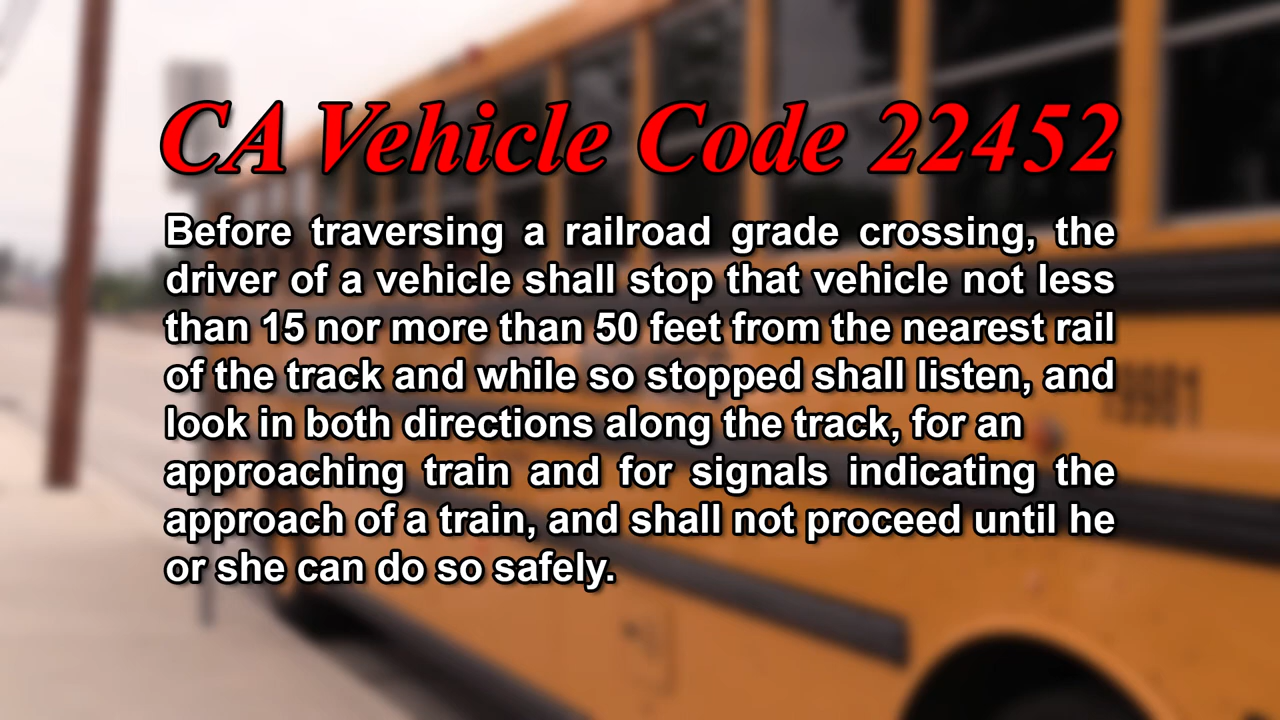 CA Vehicle Code 22452
Before traversing a railroad grade crossing, the
driver of a vehicle shall stop that vehicle not less
than 15 nor more than 50 feet from the nearest rail
of the track and while so stopped shall listen, and
look in both directions along the track, for an
approaching train and for signals indicating the
approach of a train, and shall not proceed until he
or she can do so safely.